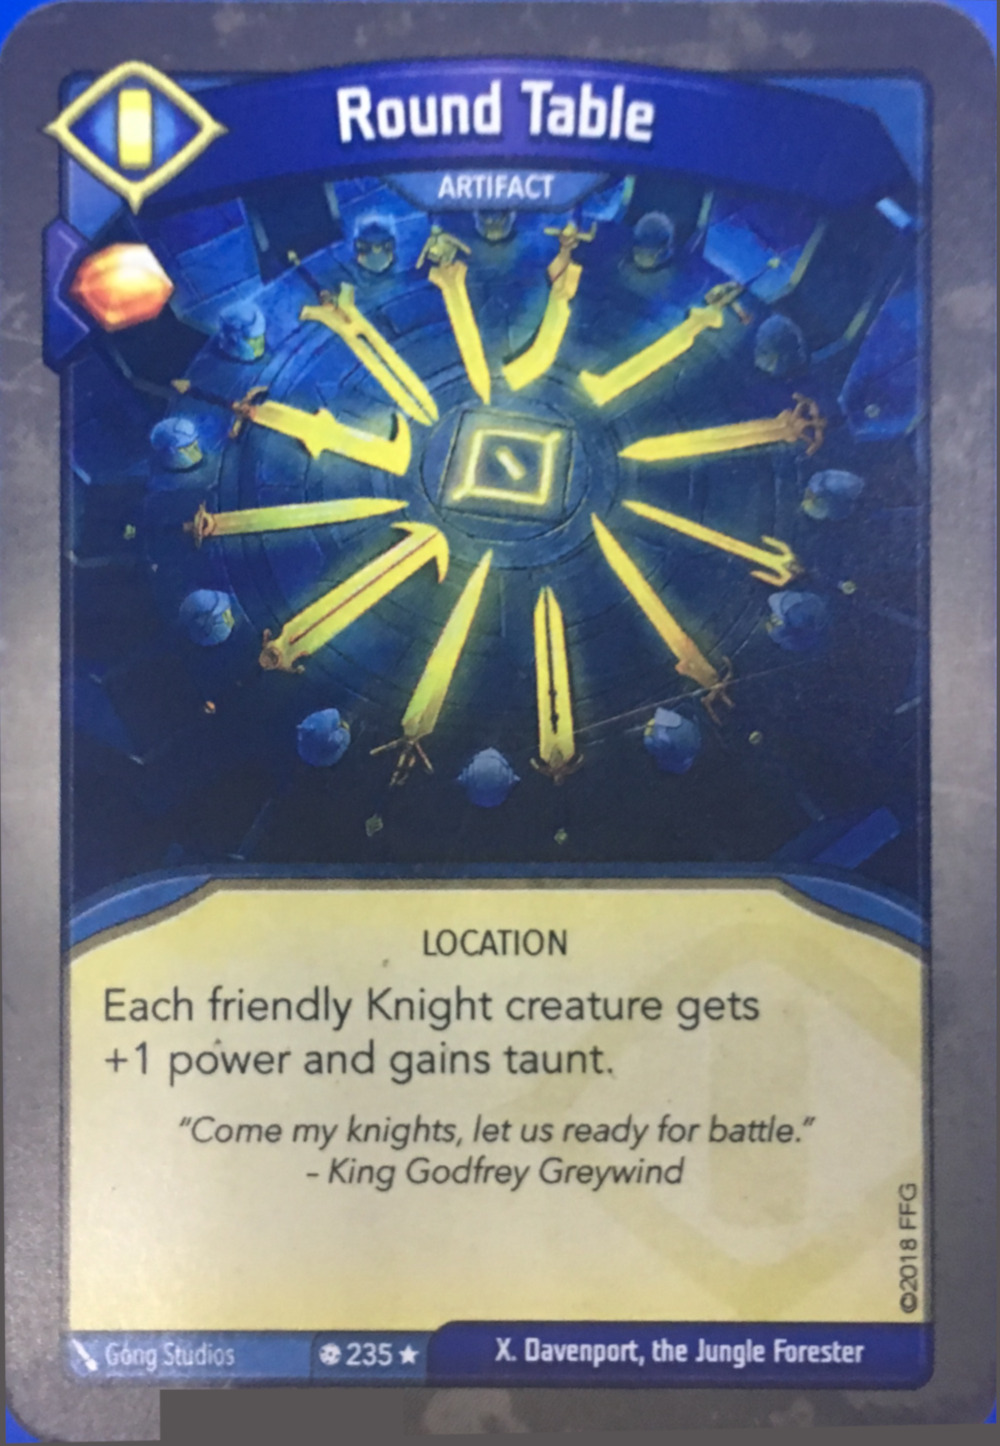 Round Table
ARTIFACT
LOCATION
Each friendly Knight creature gets
+1 power and gains taunt.
“Come my knights, let us ready for battle.”
– King Godfrey Greywind
©2018 FFG
Gong Studios
235
X. Davenport, the Jungle Forester